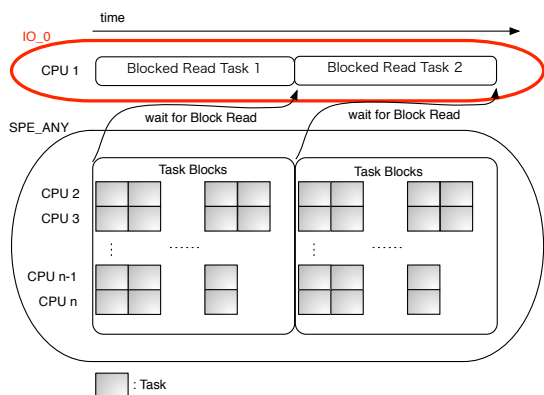 time
IO_0
CPU 1
Blocked Read Task 1
Blocked Read Task 2
wait for Block Read
wait for Block Read
SPE_ANY
Task Blocks
Task Blocks
CPU 2
CPU 3
CPU n-1
CPU n
: Task